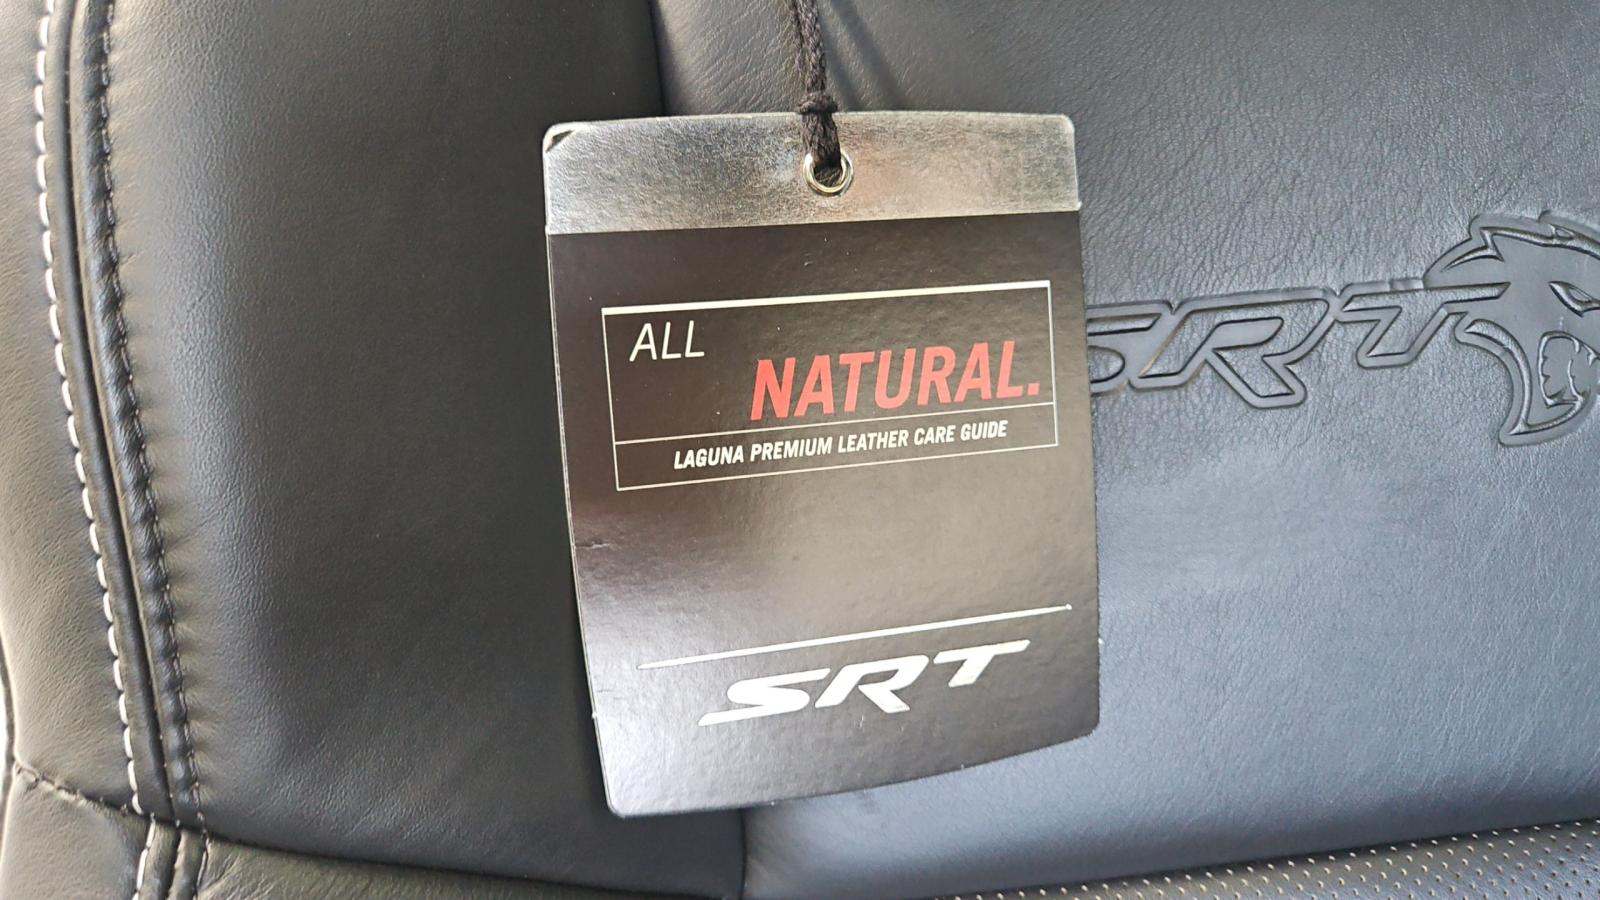 ALL
NATURAL.
LAGUNA PREMIUM LEATHER CARE GUIDE
SRT
SRT